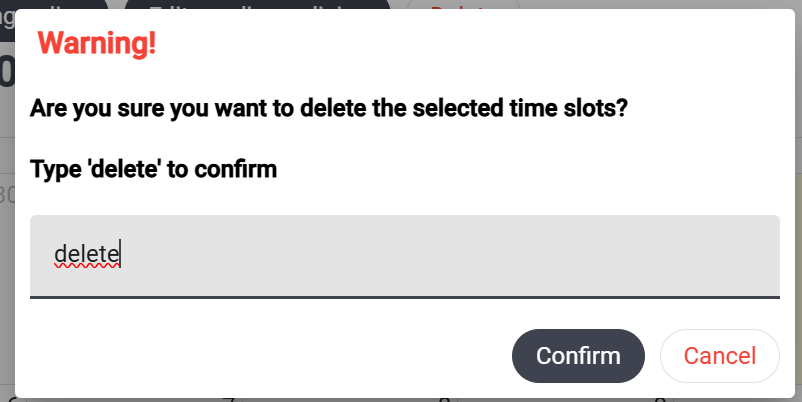 Warning!
Are you sure you want to delete the selected time slots?
Type 'delete' to confirm
delete
Confirm
Cancel